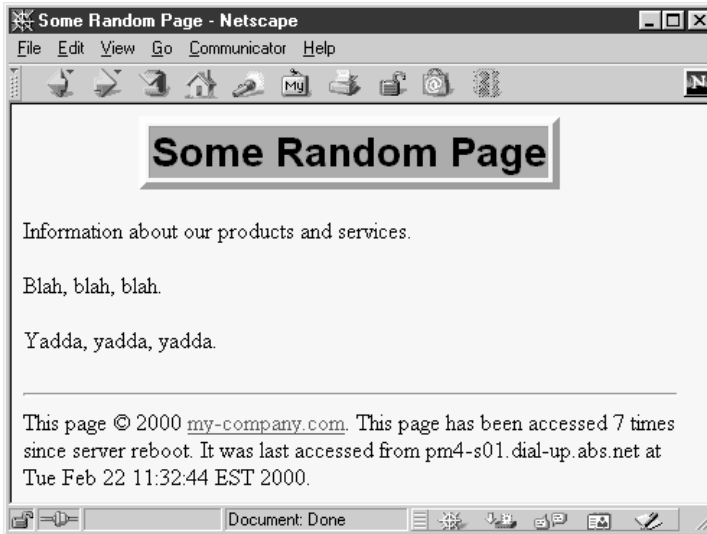 Some Random Page - Netscape
File Edit View Go Communicator Help
My
N
Some Random Page
Information about our products and services.
Blah, blah, blah.
Yadda, yadda, yadda.
This page © 2000 my-company.com. This page has been accessed 7 times
since server reboot. It was last accessed from pm4-s01.dial-up.abs.net at
Tue Feb 22 11:32:44 EST 2000.
Document: Done